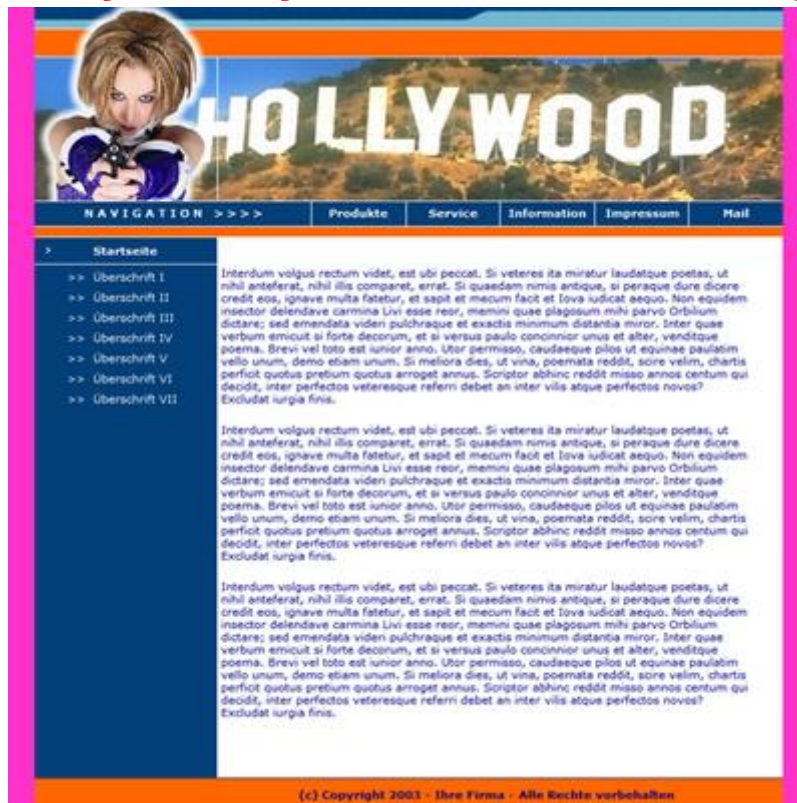 HOLLYWOOD
NAVIGATION >>>> Produkte Service Information Impressum Mail
> Startseite
>> Überschrift I
>> Überschrift II
>> Überschrift III
>> Überschrift IV
>> Überschrift V
>> Überschrift VI
>> Überschrift VII
Interdum volgus rectum videt, est ubi peccat. Si veteres ita miratur laudatque poetas, ut
nihil anteferat, nihil illis comparet, errat. Si quaedam nimis antique, si peraque dure dicere
credit eos, ignave multa fatetur, et sapit et mecum facit et Iova iudicat aequo. Non equidem
insector delendave carmina Livi esse reor, memini quae plagosum mihi parvo Orbilium
dictare; sed emendata videri pulchraque et exactis minimum distantia miror. Inter quae
verbum emicuit si forte decorum, et si versus paulo concinnior unus et alter, venditque
poema. Brevi vel toto est iunior anno. Utor permisso, caudaeque pilos ut equinae paulatim
vello unum, demo etiam unum. Si meliora dies, ut vina, poemata reddit, scire velim, chartis
perficit quotus pretium quotus arroget annus. Scriptor abhinc reddit misso annos centum qui
decidit, inter perfectos veteresque referri debet an inter vilis atque perfectos novos?
Excludat iurgia finis.
Interdum volgus rectum videt, est ubi peccat. Si veteres ita miratur laudatque poetas, ut
nihil anteferat, nihil illis comparet, errat. Si quaedam nimis antique, si peraque dure dicere
credit eos, ignave multa fatetur, et sapit et mecum facit et Iova iudicat aequo. Non equidem
insector delendave carmina Livi esse reor, memini quae plagosum mihi parvo Orbilium
dictare; sed emendata videri pulchraque et exactis minimum distantia miror. Inter quae
verbum emicuit si forte decorum, et si versus paulo concinnior unus et alter, venditque
poema. Brevi vel toto est iunior anno. Utor permisso, caudaeque pilos ut equinae paulatim
vello unum, demo etiam unum. Si meliora dies, ut vina, poemata reddit, scire velim, chartis
perficit quotus pretium quotus arroget annus. Scriptor abhinc reddit misso annos centum qui
decidit, inter perfectos veteresque referri debet an inter vilis atque perfectos novos?
Excludat iurgia finis.
Interdum volgus rectum videt, est ubi peccat. Si veteres ita miratur laudatque poetas, ut
nihil anteferat, nihil illis comparet, errat. Si quaedam nimis antique, si peraque dure dicere
credit eos, ignave multa fatetur, et sapit et mecum facit et Iova iudicat aequo. Non equidem
insector delendave carmina Livi esse reor, memini quae plagosum mihi parvo Orbilium
dictare; sed emendata videri pulchraque et exactis minimum distantia miror. Inter quae
verbum emicuit si forte decorum, et si versus paulo concinnior unus et alter, venditque
poema. Brevi vel toto est iunior anno. Utor permisso, caudaeque pilos ut equinae paulatim
vello unum, demo etiam unum. Si meliora dies, ut vina, poemata reddit, scire velim, chartis
perficit quotus pretium quotus arroget annus. Scriptor abhinc reddit misso annos centum qui
decidit, inter perfectos veteresque referri debet an inter vilis atque perfectos novos?
Excludat iurgia finis.
(c) Copyright 2003 - Ihre Firma - Alle Rechte vorbehalten